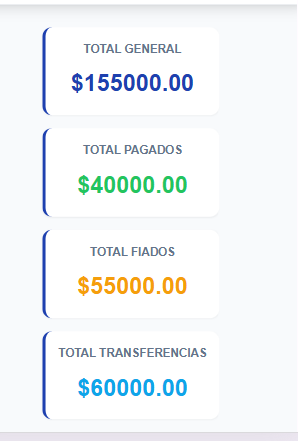 TOTAL GENERAL
$155000.00
TOTAL PAGADOS
$40000.00
TOTAL FIADOS
$55000.00
TOTAL TRANSFERENCIAS
$60000.00